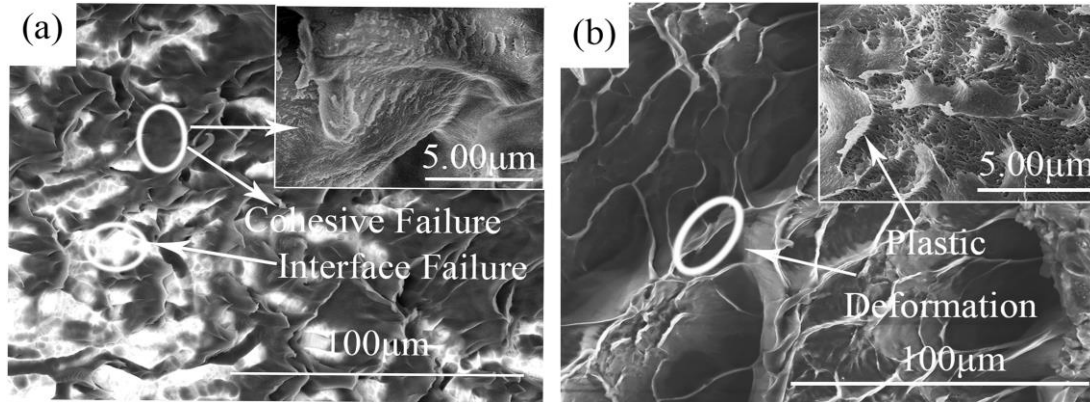 (a)
5.00μm
Cohesive Failure
Interface Failure
100μm
(b)
5.00μm
Plastic
Deformation
100μm